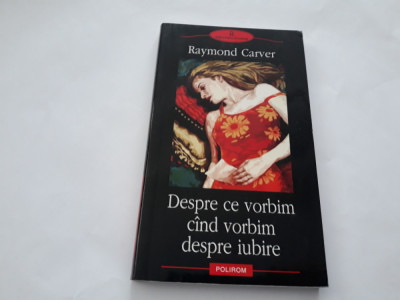 Raymond Carver
Despre ce vorbim
cînd vorbim
despre iubire
POLIROM